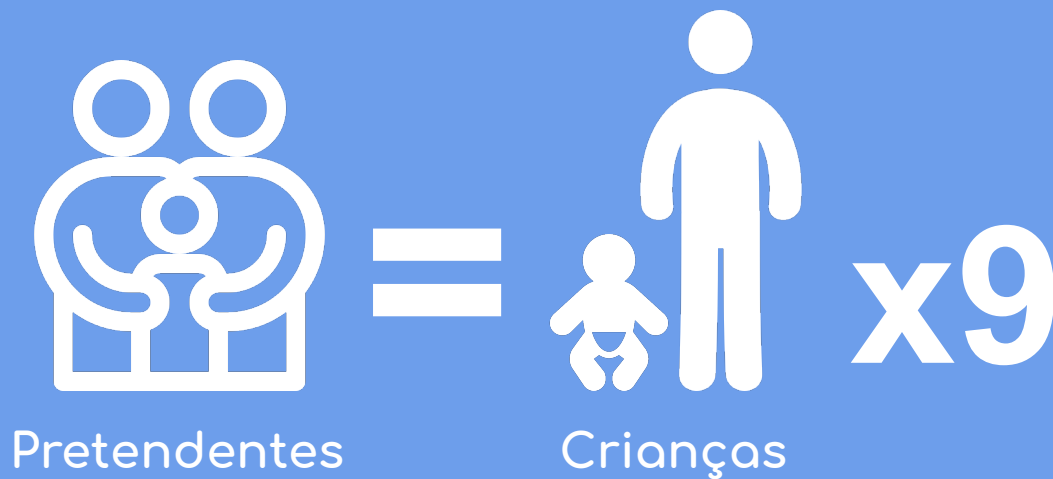 = x9
Pretendentes Crianças